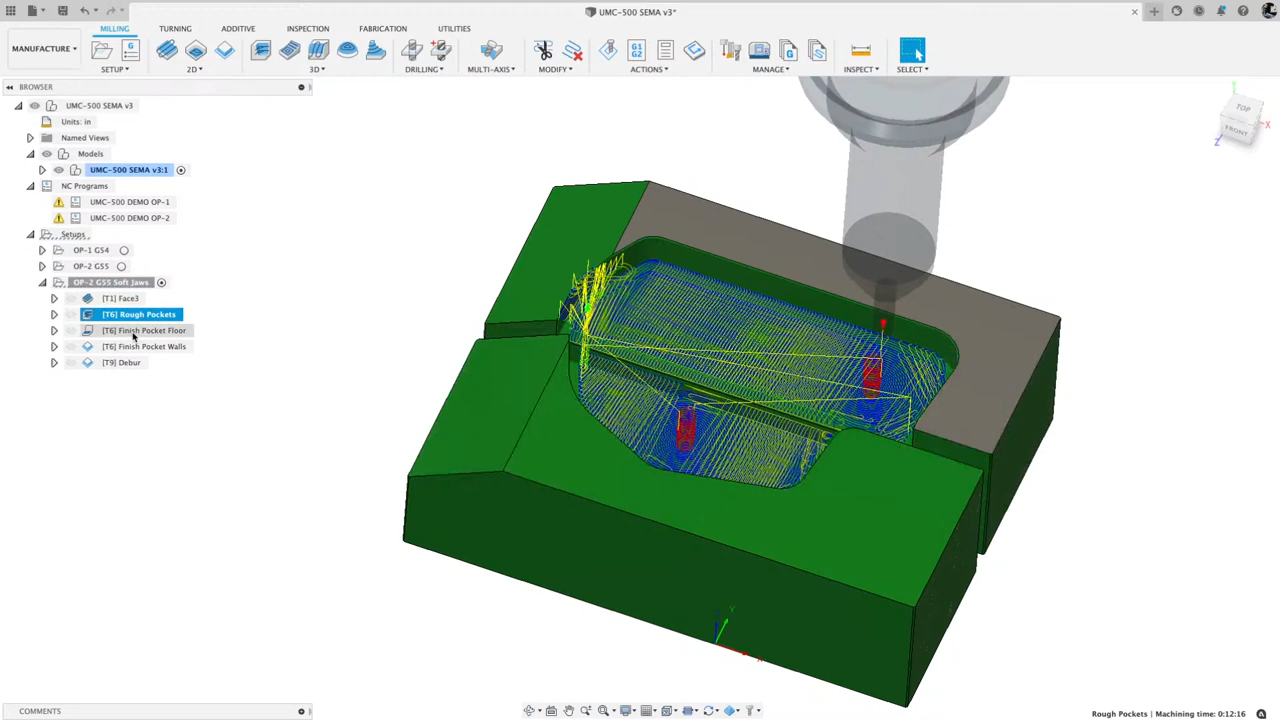 UMC-500 SEMA v3*
MANUFACTURE
MILLING TURNING ADDITIVE INSPECTION FABRICATION UTILITIES
G1
G2
G
SETUP 2D 3D DRILLING MULTI-AXIS MODIFY ACTIONS MANAGE INSPECT SELECT
BROWSER
UMC-500 SEMA v3
Units: in
Named Views
Models
UMC-500 SEMA v3:1
NC Programs
UMC-500 DEMO OP-1
UMC-500 DEMO OP-2
Setups
OP-1 G54
OP-2 G55
OP-2 G55 Soft Jaws
[T1] Face3
[T6] Rough Pockets
[T6] Finish Pocket Floor
[T6] Finish Pocket Walls
[T9] Debur
TOP
FRONT
X
Y
Z
Y
X
COMMENTS
Rough Pockets | Machining time: 0:12:16